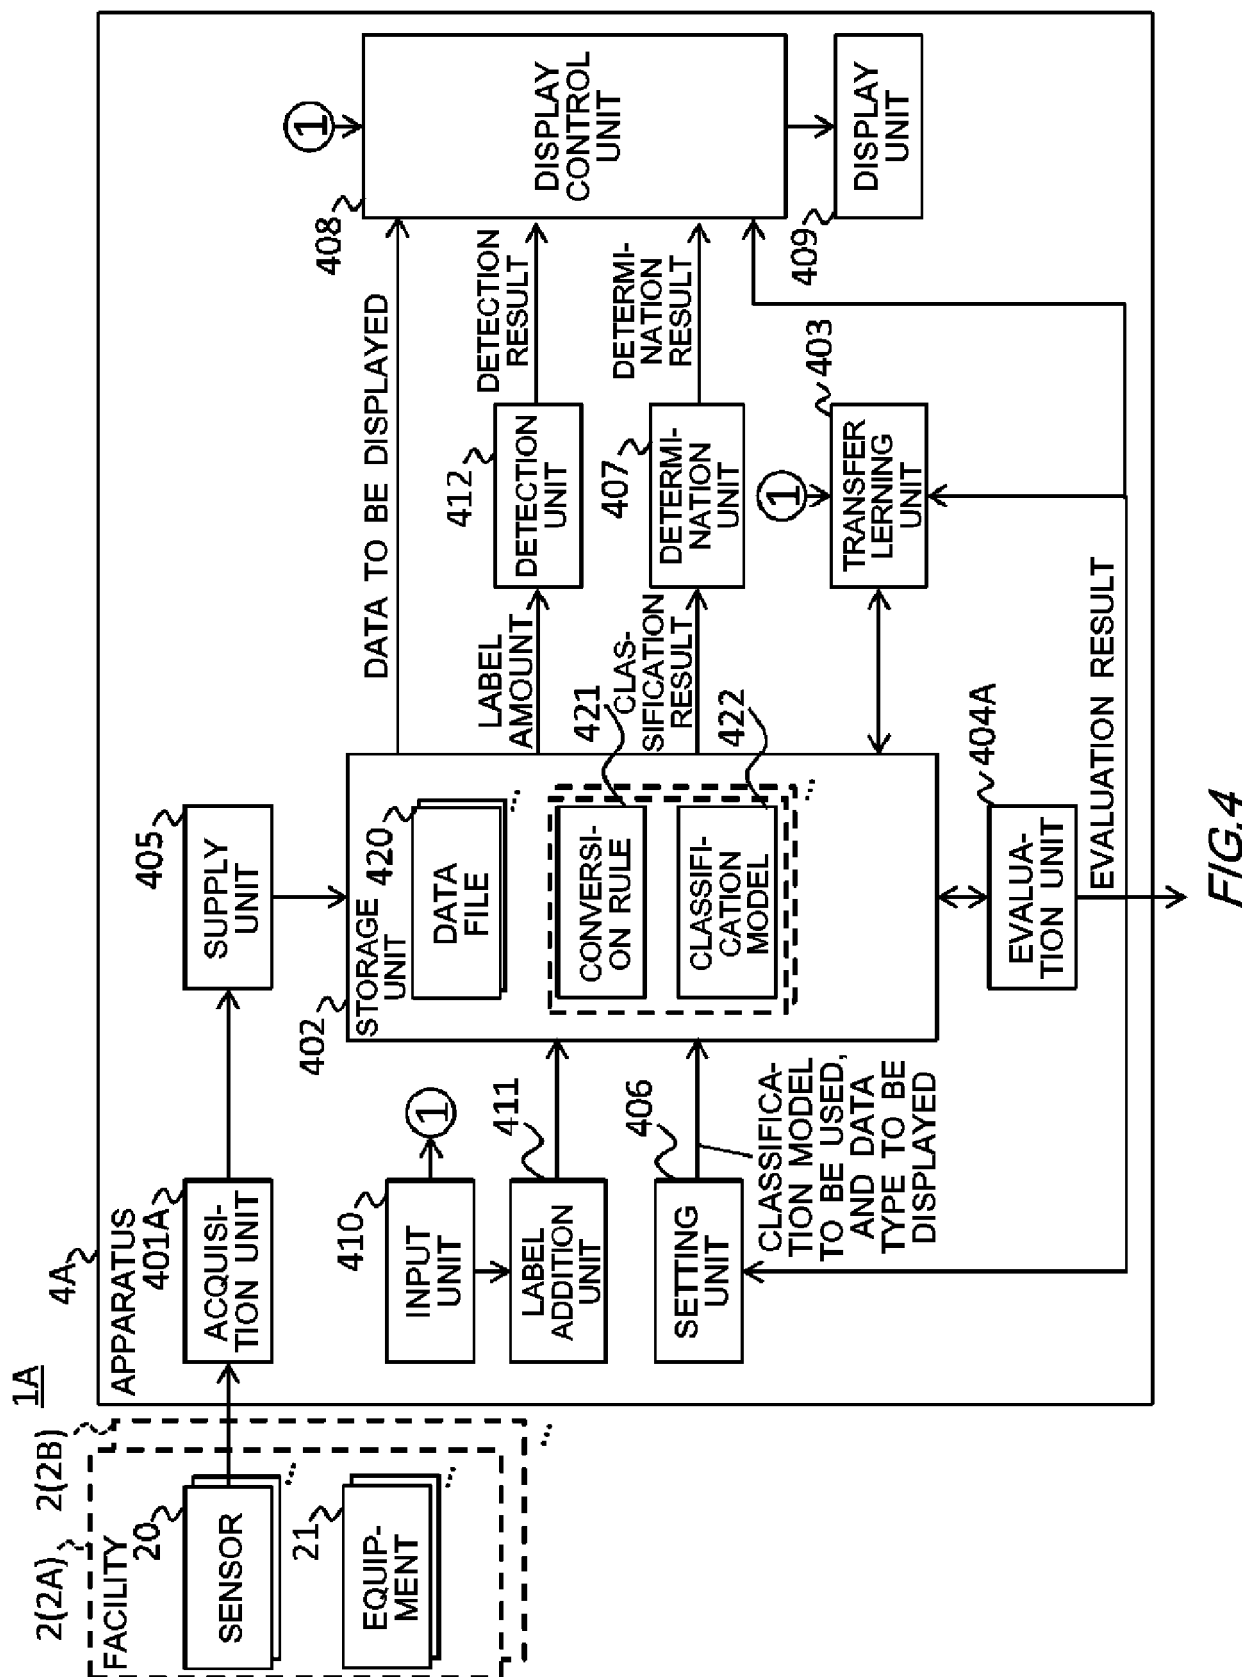 1A
2(2A)
2(2B)
FACILITY
20
SENSOR
21
EQUIP-
MENT
4A
APPARATUS
401A
ACQUISI-
TION UNIT
405
SUPPLY
UNIT
410
INPUT
UNIT
1
411
LABEL
ADDITION
UNIT
406
SETTING
UNIT
CLASSIFICA-
TION MODEL
TO BE USED,
AND DATA
TYPE TO BE
DISPLAYED
402
STORAGE
UNIT
420
DATA
FILE
421
CONVERSI-
ON RULE
422
CLASSIFI-
CATION
MODEL
DATA TO BE DISPLAYED
LABEL
AMOUNT
412
DETECTION
UNIT
DETECTION
RESULT
CLAS-
SIFICATION
RESULT
407
DETERMI-
NATION
UNIT
DETERMI-
NATION
RESULT
1
403
TRANSFER
LERNING
UNIT
404A
EVALUA-
TION UNIT
EVALUATION RESULT
1
408
DISPLAY
CONTROL
UNIT
409
DISPLAY
UNIT
FIG.4